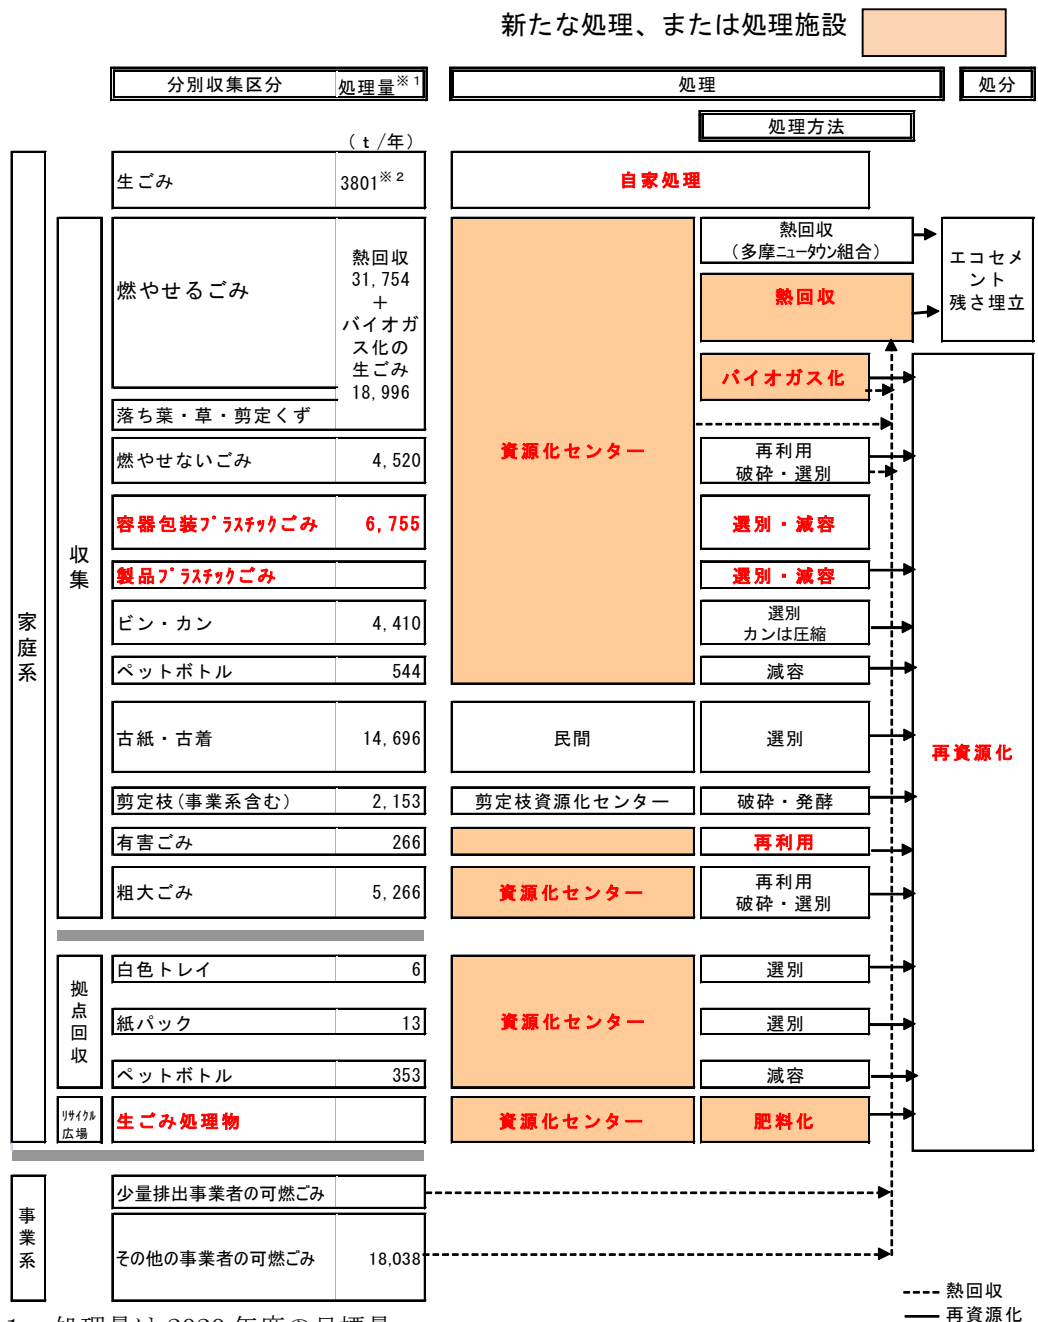 新たな処理、または処理施設
分別収集区分 処理量※1 処理 処分
処理方法
(t/年)
生ごみ 3801※2 自家処理
家庭系
収集
燃やせるごみ
熱回収
31,754
+
バイオガ
ス化の
生ごみ
18,996
資源化センター
熱回収
(多摩ニュータウン組合)
エコセメ
ント
残さ埋立
熱回収
バイオガス化
落ち葉・草・剪定くず
燃やせないごみ 4,520
再利用
破砕・選別
容器包装プラスチックごみ 6,755 選別・減容
製品プラスチックごみ 選別・減容
ビン・カン 4,410
選別
カンは圧縮
ペットボトル 544 減容
古紙・古着 14,696 民間 選別
再資源化
剪定枝(事業系含む) 2,153 剪定枝資源化センター 破砕・発酵
有害ごみ 266 再利用
粗大ごみ 5,266 資源化センター
再利用
破砕・選別
拠点回収
白色トレイ 6 選別
紙パック 13 資源化センター 選別
ペットボトル 353 減容
リサイクル
広場
生ごみ処理物 資源化センター 肥料化
事業系
少量排出事業者の可燃ごみ
その他の事業者の可燃ごみ 18,038
熱回収
再資源化